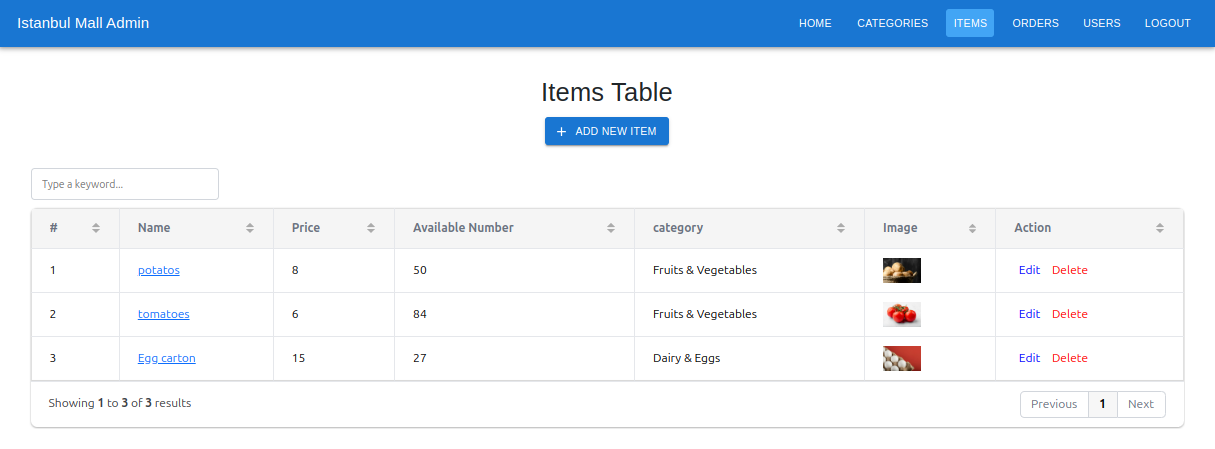 Istanbul Mall Admin HOME CATEGORIES ITEMS ORDERS USERS LOGOUT
Items Table
+ ADD NEW ITEM
Type a keyword...
# Name Price Available Number category Image Action
1 potatos 8 50 Fruits & Vegetables Edit Delete
2 tomatoes 6 84 Fruits & Vegetables Edit Delete
3 Egg carton 15 27 Dairy & Eggs Edit Delete
Showing 1 to 3 of 3 results Previous 1 Next